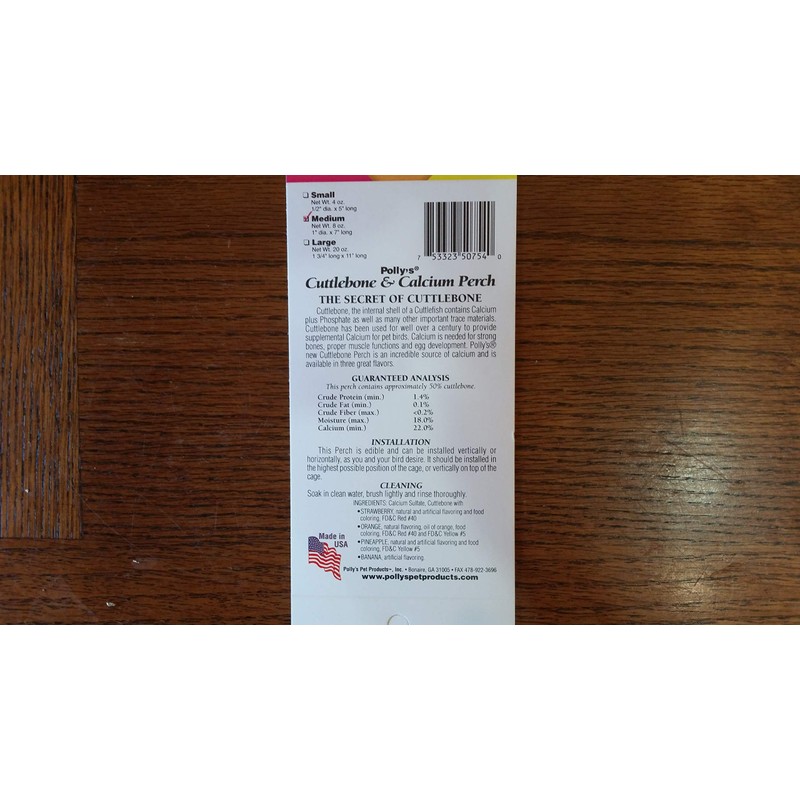 Small
Net Wt. 4 oz.
1/2" dia. x 5" long
Medium
Net Wt. 8 oz.
1" dia. x 7" long
Large
Net Wt. 20 oz.
1 3/4" long x 11" long
7 53323 50754 0
Polly's®
Cuttlebone & Calcium Perch
THE SECRET OF CUTTLEBONE
Cuttlebone, the internal shell of a Cuttlefish contains Calcium
plus Phosphate as well as many other important trace materials.
Cuttlebone has been used for well over a century to provide
supplemental Calcium for pet birds. Calcium is needed for strong
bones, proper muscle functions and egg development. Polly's®
new Cuttlebone Perch is an incredible source of calcium and is
available in three great flavors.
GUARANTEED ANALYSIS
This perch contains approximately 50% cuttlebone.
Crude Protein (min.) 1.4%
Crude Fat (min.) 0.1%
Crude Fiber (max.) <0.2%
Moisture (max.) 18.0%
Calcium (min.) 22.0%
INSTALLATION
This Perch is edible and can be installed vertically or
horizontally, as you and your bird desire. It should be installed in
the highest possible position of the cage, or vertically on top of the
cage.
CLEANING
Soak in clean water, brush lightly and rinse thoroughly.
INGREDIENTS: Calcium Sulfate, Cuttlebone with
•STRAWBERRY, natural and artificial flavoring and food
coloring, FD&C Red #40
•ORANGE, natural flavoring, oil of orange, food
coloring, FD&C Red #40 and FD&C Yellow #5
•PINEAPPLE, natural and artificial flavoring and food
coloring, FD&C Yellow #5
•BANANA, artificial flavoring.
Made in
USA
Polly's Pet Products™, Inc. • Bonaire, GA 31005 • FAX 478-922-3696
www.pollyspetproducts.com